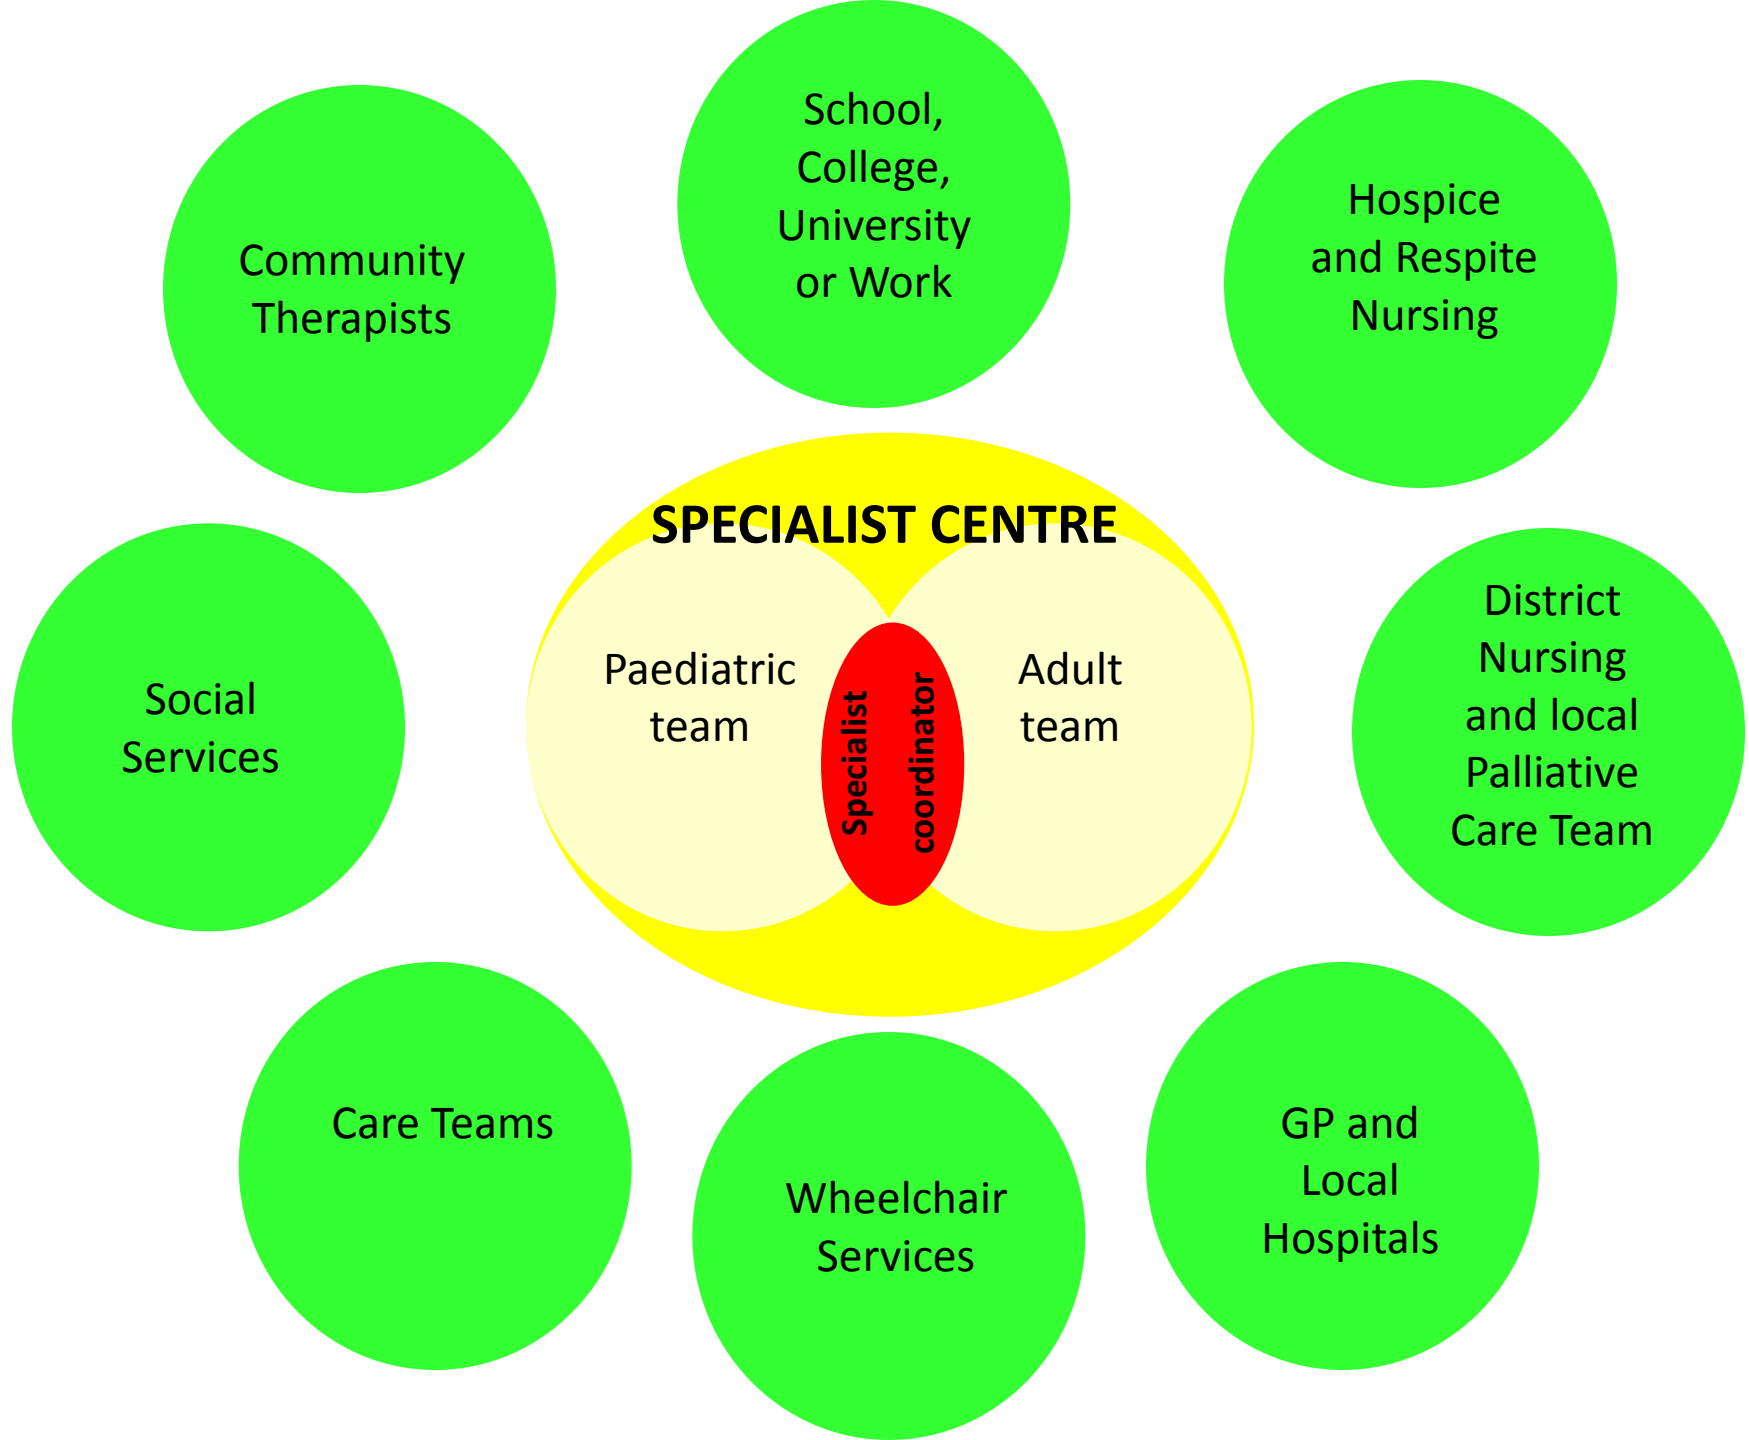 School,
College,
University
or Work
Hospice
and Respite
Nursing
Community
Therapists
SPECIALIST CENTRE
District
Nursing
and local
Palliative
Care Team
Paediatric
team
Specialist
coordinator
Adult
team
Social
Services
Care Teams
Wheelchair
Services
GP and
Local
Hospitals